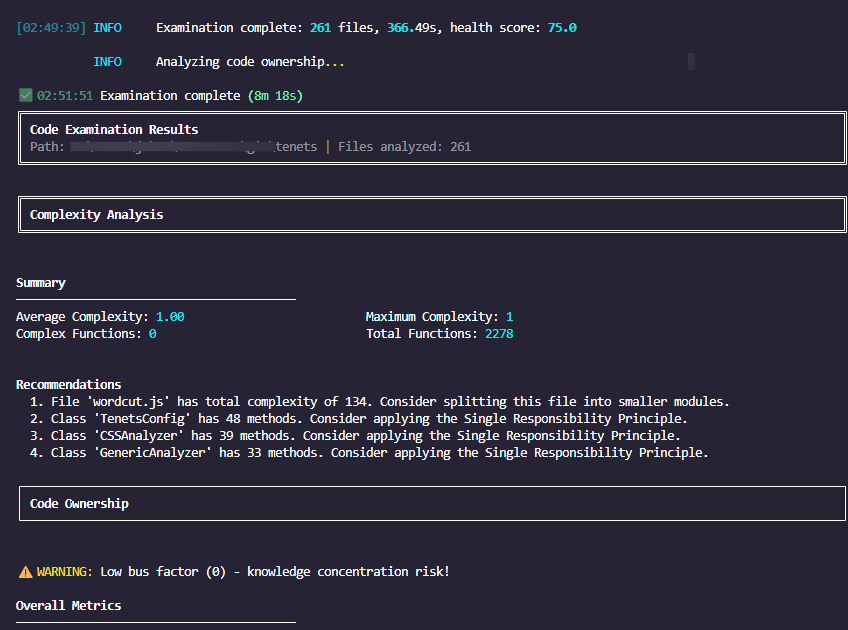 [02:49:39] INFO Examination complete: 261 files, 366.49s, health score: 75.0
INFO Analyzing code ownership...
02:51:51 Examination complete (8m 18s)
Code Examination Results
Path: tenets | Files analyzed: 261
Complexity Analysis
Summary
Average Complexity: 1.00 Maximum Complexity: 1
Complex Functions: 0 Total Functions: 2278
Recommendations
1. File 'wordcut.js' has total complexity of 134. Consider splitting this file into smaller modules.
2. Class 'TenetsConfig' has 48 methods. Consider applying the Single Responsibility Principle.
3. Class 'CSSAnalyzer' has 39 methods. Consider applying the Single Responsibility Principle.
4. Class 'GenericAnalyzer' has 33 methods. Consider applying the Single Responsibility Principle.
Code Ownership
WARNING: Low bus factor (0) - knowledge concentration risk!
Overall Metrics